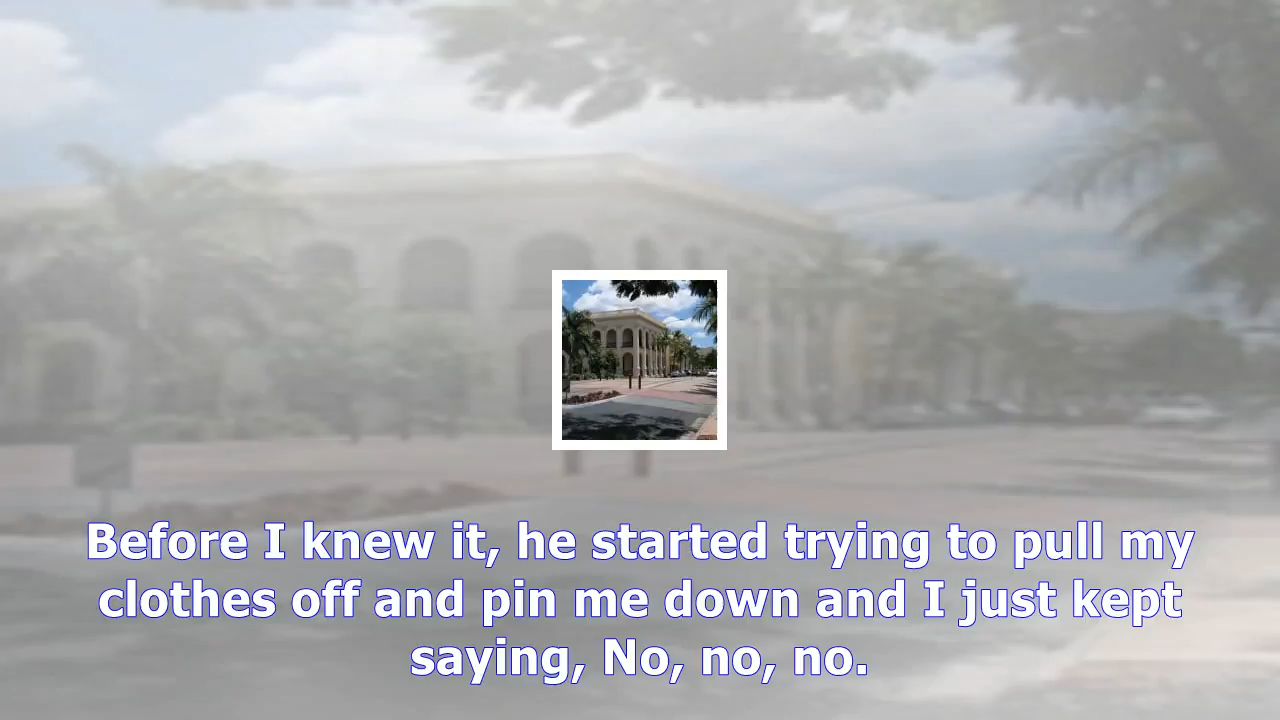 Before I knew it, he started trying to pull my
clothes off and pin me down and I just kept
saying, No, no, no.